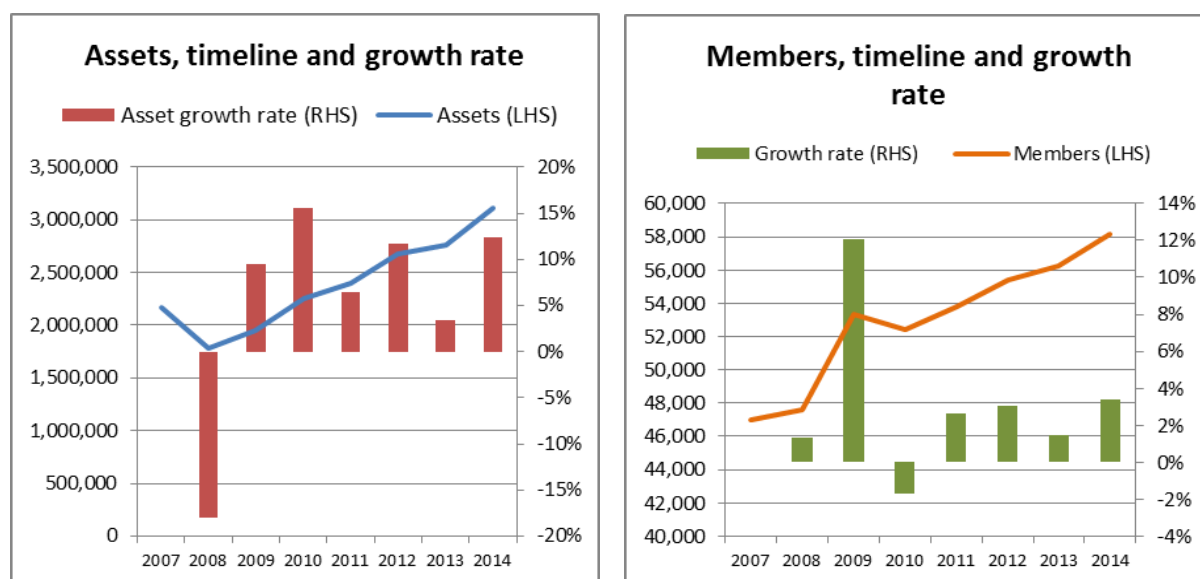 Assets, timeline and growth rate
Asset growth rate (RHS) Assets (LHS)
3,500,000 20%
3,000,000 15%
2,500,000 10%
2,000,000 5%
1,500,000 0%
1,000,000 -5%
500,000 -10%
0 -15%
-20%
2007 2008 2009 2010 2011 2012 2013 2014
Members, timeline and growth
rate
Growth rate (RHS) Members (LHS)
60,000 14%
58,000 12%
56,000 10%
54,000 8%
52,000 6%
50,000 4%
48,000 2%
46,000 0%
44,000 -2%
42,000 -4%
40,000
2007 2008 2009 2010 2011 2012 2013 2014